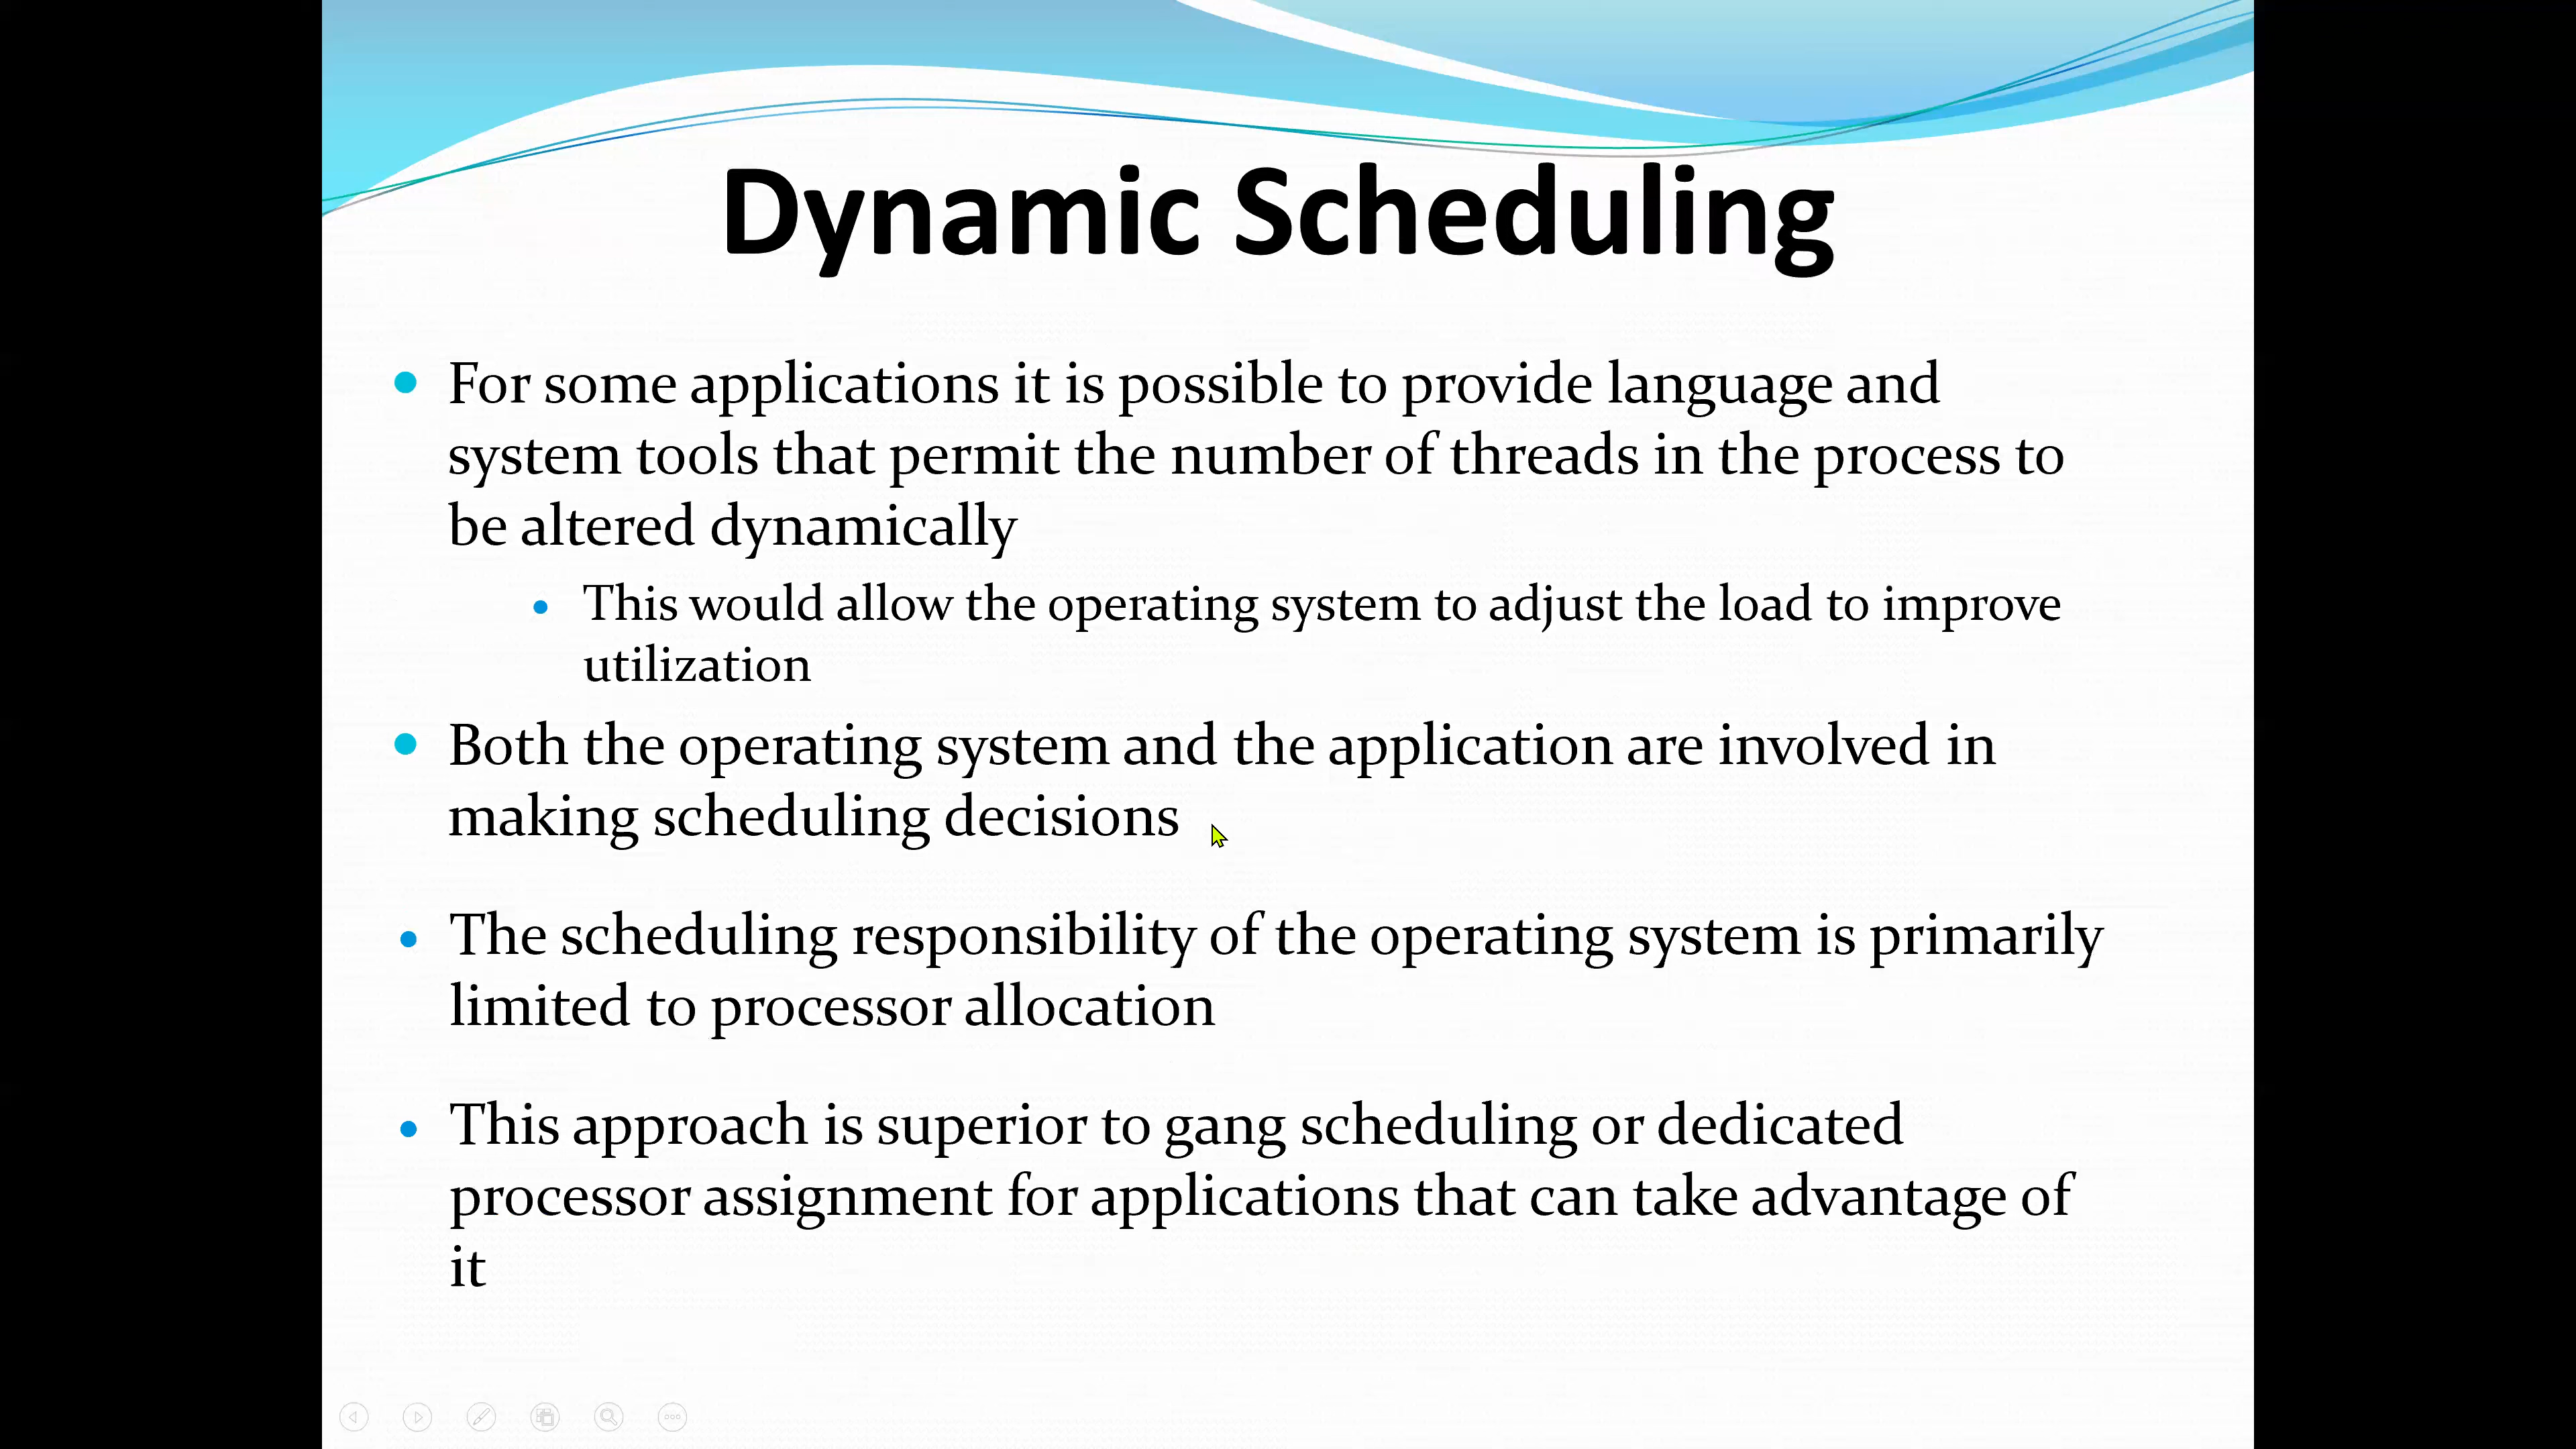 Dynamic Scheduling
For some applications it is possible to provide language and
system tools that permit the number of threads in the process to
be altered dynamically
This would allow the operating system to adjust the load to improve
utilization
Both the operating system and the application are involved in
making scheduling decisions
The scheduling responsibility of the operating system is primarily
limited to processor allocation
This approach is superior to gang scheduling or dedicated
processor assignment for applications that can take advantage of
it